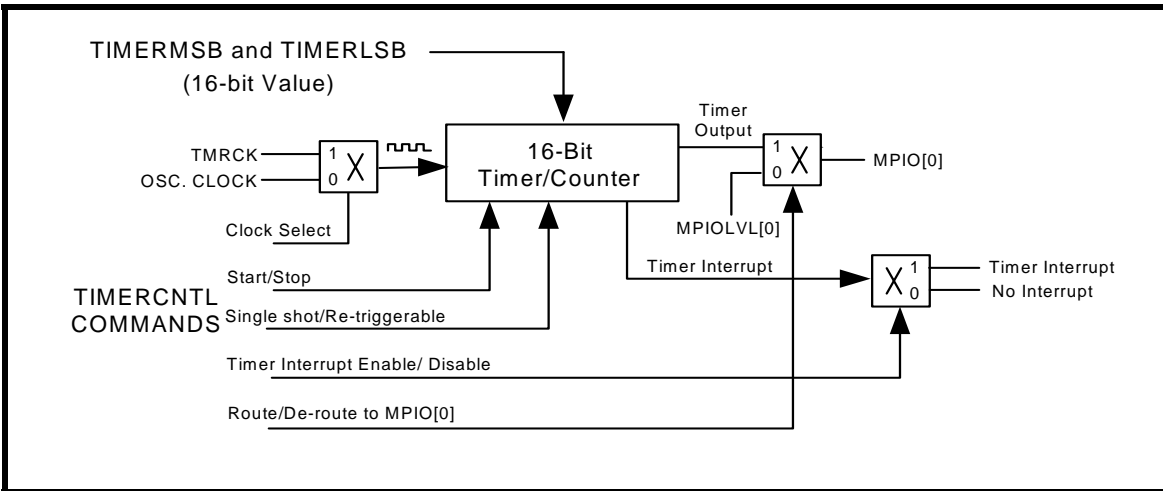 TIMERMSB and TIMERLSB
(16-bit Value)
Timer
Output
TMRCK
OSC. CLOCK
1
0
X
16-Bit
Timer/Counter
1
0
X
MPIO[0]
Clock Select
MPIOLVL[0]
Start/Stop
Timer Interrupt
X
1
0
Timer Interrupt
No Interrupt
TIMERCNTL
COMMANDS
Single shot/Re-triggerable
Timer Interrupt Enable/ Disable
Route/De-route to MPIO[0]